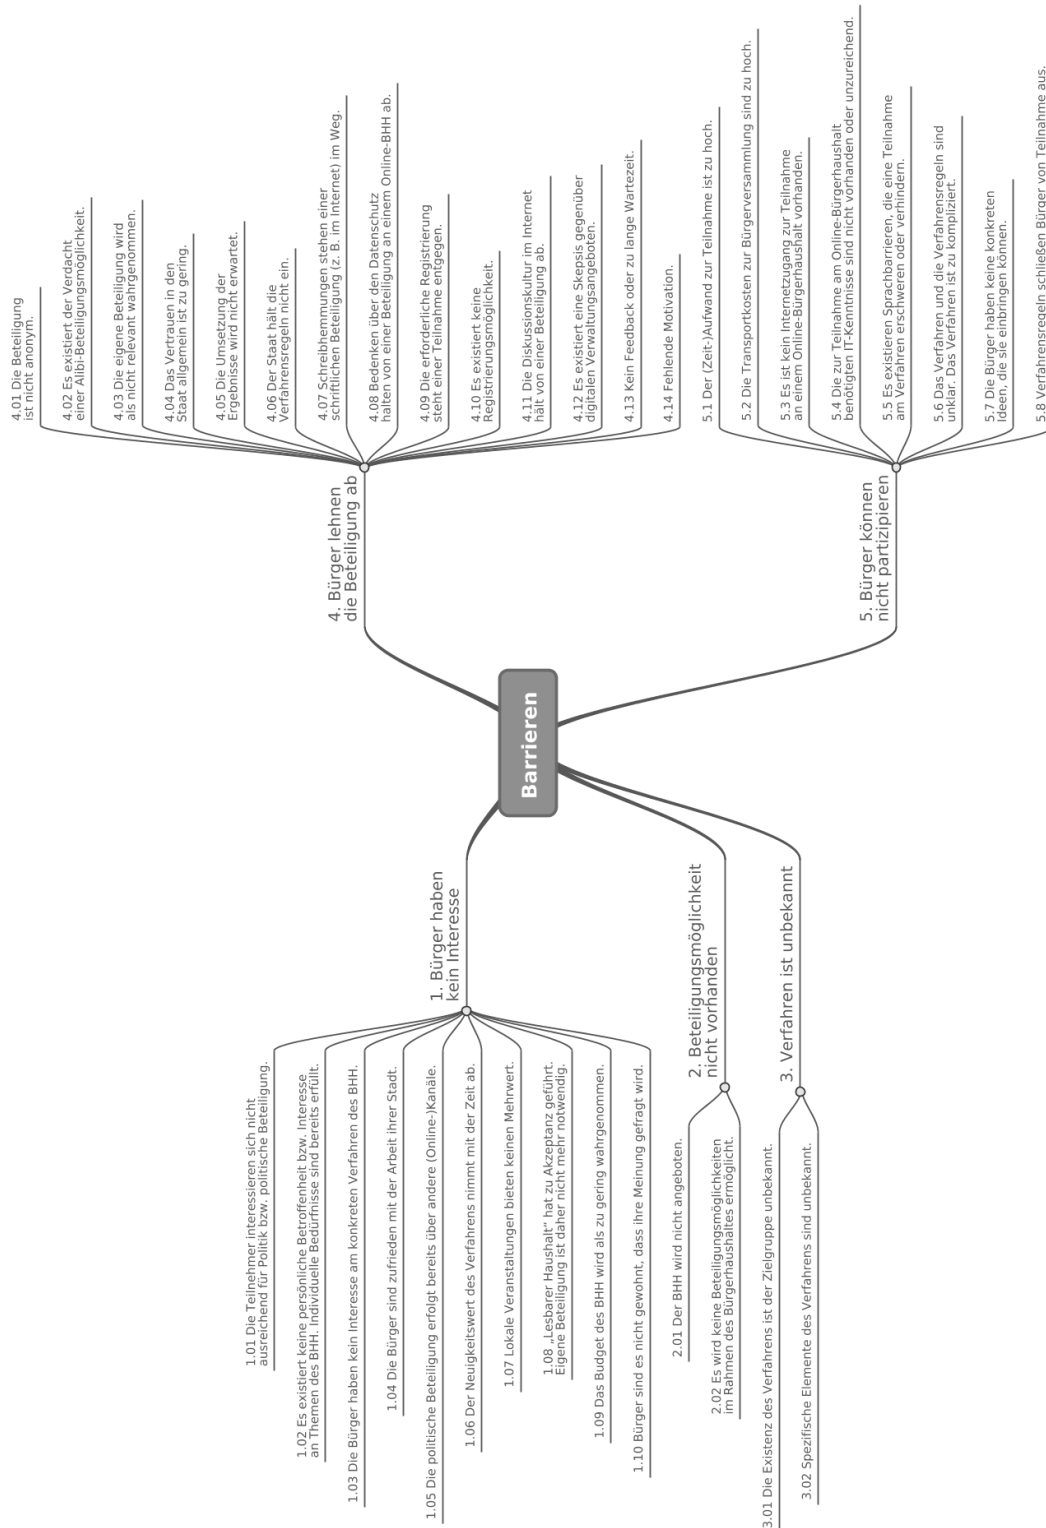 Barrieren
1. Bürger haben
kein Interesse
1.01 Die Teilnehmer interessieren sich nicht
ausreichend für Politik bzw. politische Beteiligung.
1.02 Es existiert keine persönliche Betroffenheit bzw. Interesse
an Themen des BHH. Individuelle Bedürfnisse sind bereits erfüllt.
1.03 Die Bürger haben kein Interesse am konkreten Verfahren des BHH.
1.04 Die Bürger sind zufrieden mit der Arbeit ihrer Stadt.
1.05 Die politische Beteiligung erfolgt bereits über andere (Online-)Kanäle.
1.06 Der Neuigkeitswert des Verfahrens nimmt mit der Zeit ab.
1.07 Lokale Veranstaltungen bieten keinen Mehrwert.
1.08 „Lesbarer Haushalt“ hat zu Akzeptanz geführt.
Eigene Beteiligung ist daher nicht mehr notwendig.
1.09 Das Budget des BHH wird als zu gering wahrgenommen.
1.10 Bürger sind es nicht gewohnt, dass ihre Meinung gefragt wird.
2. Beteiligungsmöglichkeit
nicht vorhanden
2.01 Der BHH wird nicht angeboten.
2.02 Es wird keine Beteiligungsmöglichkeiten
im Rahmen des Bürgerhaushaltes ermöglicht.
3. Verfahren ist unbekannt
3.01 Die Existenz des Verfahrens ist der Zielgruppe unbekannt.
3.02 Spezifische Elemente des Verfahrens sind unbekannt.
4. Bürger lehnen
die Beteiligung ab
4.01 Die Beteiligung
ist nicht anonym.
4.02 Es existiert der Verdacht
einer Alibi-Beteiligungsmöglichkeit.
4.03 Die eigene Beteiligung wird
als nicht relevant wahrgenommen.
4.04 Das Vertrauen in den
Staat allgemein ist zu gering.
4.05 Die Umsetzung der
Ergebnisse wird nicht erwartet.
4.06 Der Staat hält die
Verfahrensregeln nicht ein.
4.07 Schreibhemmungen stehen einer
schriftlichen Beteiligung (z. B. im Internet) im Weg.
4.08 Bedenken über den Datenschutz
halten von einer Beteiligung an einem Online-BHH ab.
4.09 Die erforderliche Registrierung
steht einer Teilnahme entgegen.
4.10 Es existiert keine
Registrierungsmöglichkeit.
4.11 Die Diskussionskultur im Internet
hält von einer Beteiligung ab.
4.12 Es existiert eine Skepsis gegenüber
digitalen Verwaltungsangeboten.
4.13 Kein Feedback oder zu lange Wartezeit.
4.14 Fehlende Motivation.
5. Bürger können
nicht partizipieren
5.1 Der (Zeit-)Aufwand zur Teilnahme ist zu hoch.
5.2 Die Transportkosten zur Bürgerversammlung sind zu hoch.
5.3 Es ist kein Internetzugang zur Teilnahme
an einem Online-Bürgerhaushalt vorhanden.
5.4 Die zur Teilnahme am Online-Bürgerhaushalt
benötigten IT-Kenntnisse sind nicht vorhanden oder unzureichend.
5.5 Es existieren Sprachbarrieren, die eine Teilnahme
am Verfahren erschweren oder verhindern.
5.6 Das Verfahren und die Verfahrensregeln sind
unklar. Das Verfahren ist zu kompliziert.
5.7 Die Bürger haben keine konkreten
Ideen, die sie einbringen können.
5.8 Verfahrensregeln schließen Bürger von Teilnahme aus.